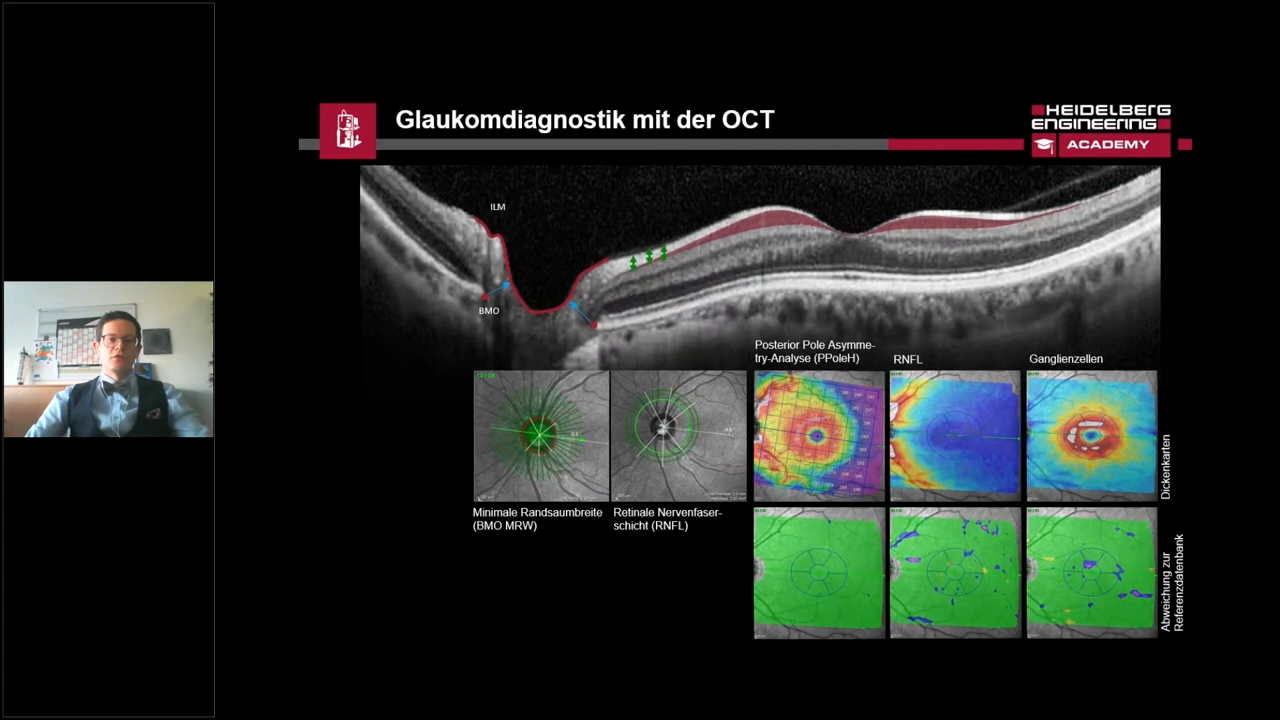 Glaukomdiagnostik mit der OCT
HEIDELBERG
ENGINEERING
ACADEMY
ILM
BMO
Posterior Pole Asymme-
try-Analyse (PPoleH)
RNFL
Ganglienzellen
Minimale Randsaumbreite
(BMO MRW)
Retinale Nervenfaser-
schicht (RNFL)
Dickenkarten
Abweichung zur
Referenzdatenbank